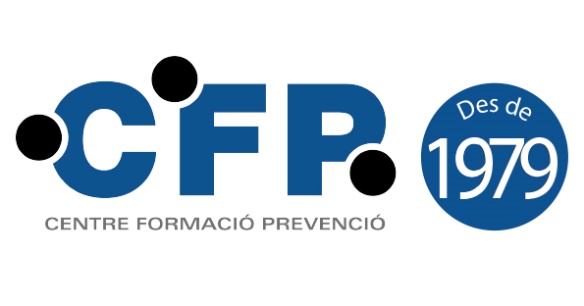 CFP
CENTRE FORMACIÓ PREVENCIÓ
Des de
1979